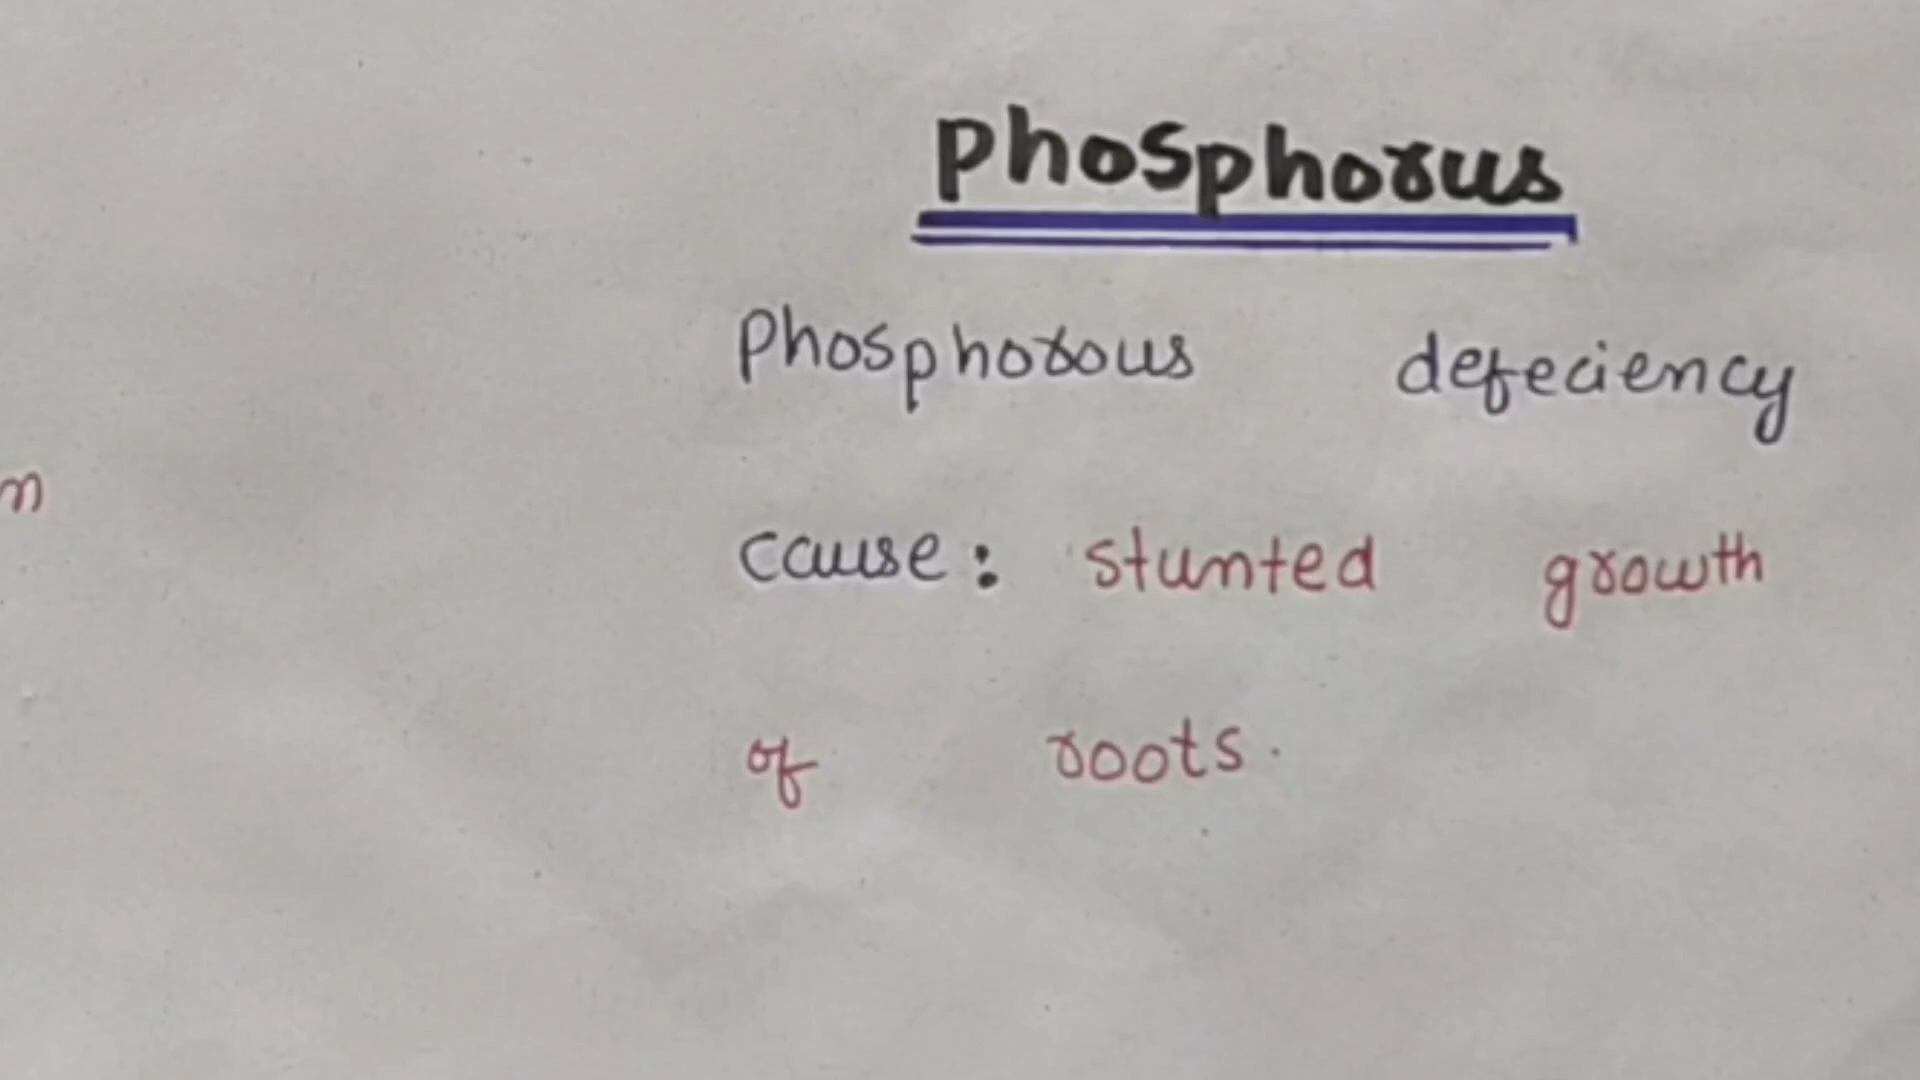 Phosphorus
Phosphorous defeciency
cause: stunted growth
of roots.